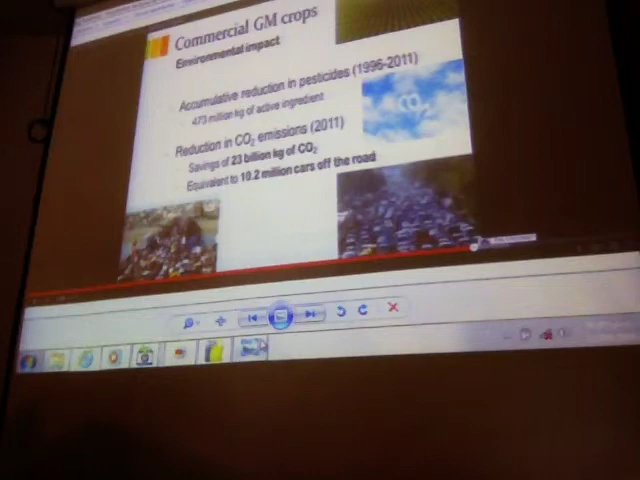 Commercial GM crops
Environmental impact
Accumulative reduction in pesticides (1996-2011)
473 million kg of active ingredient
Reduction in CO2 emissions (2011)
Savings of 23 billion kg of CO2
Equivalent to 10.2 million cars off the road
CO2